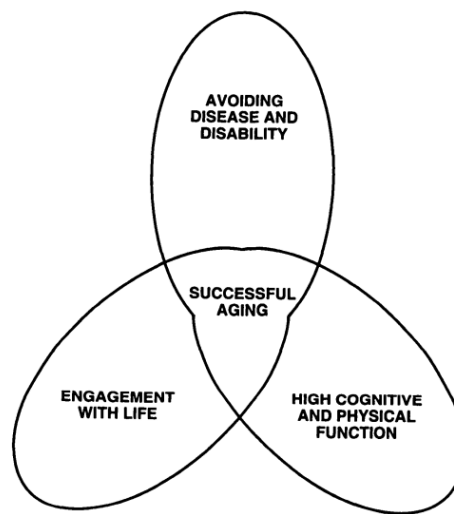 AVOIDING
DISEASE AND
DISABILITY
SUCCESSFUL
AGING
ENGAGEMENT
WITH LIFE
HIGH COGNITIVE
AND PHYSICAL
FUNCTION